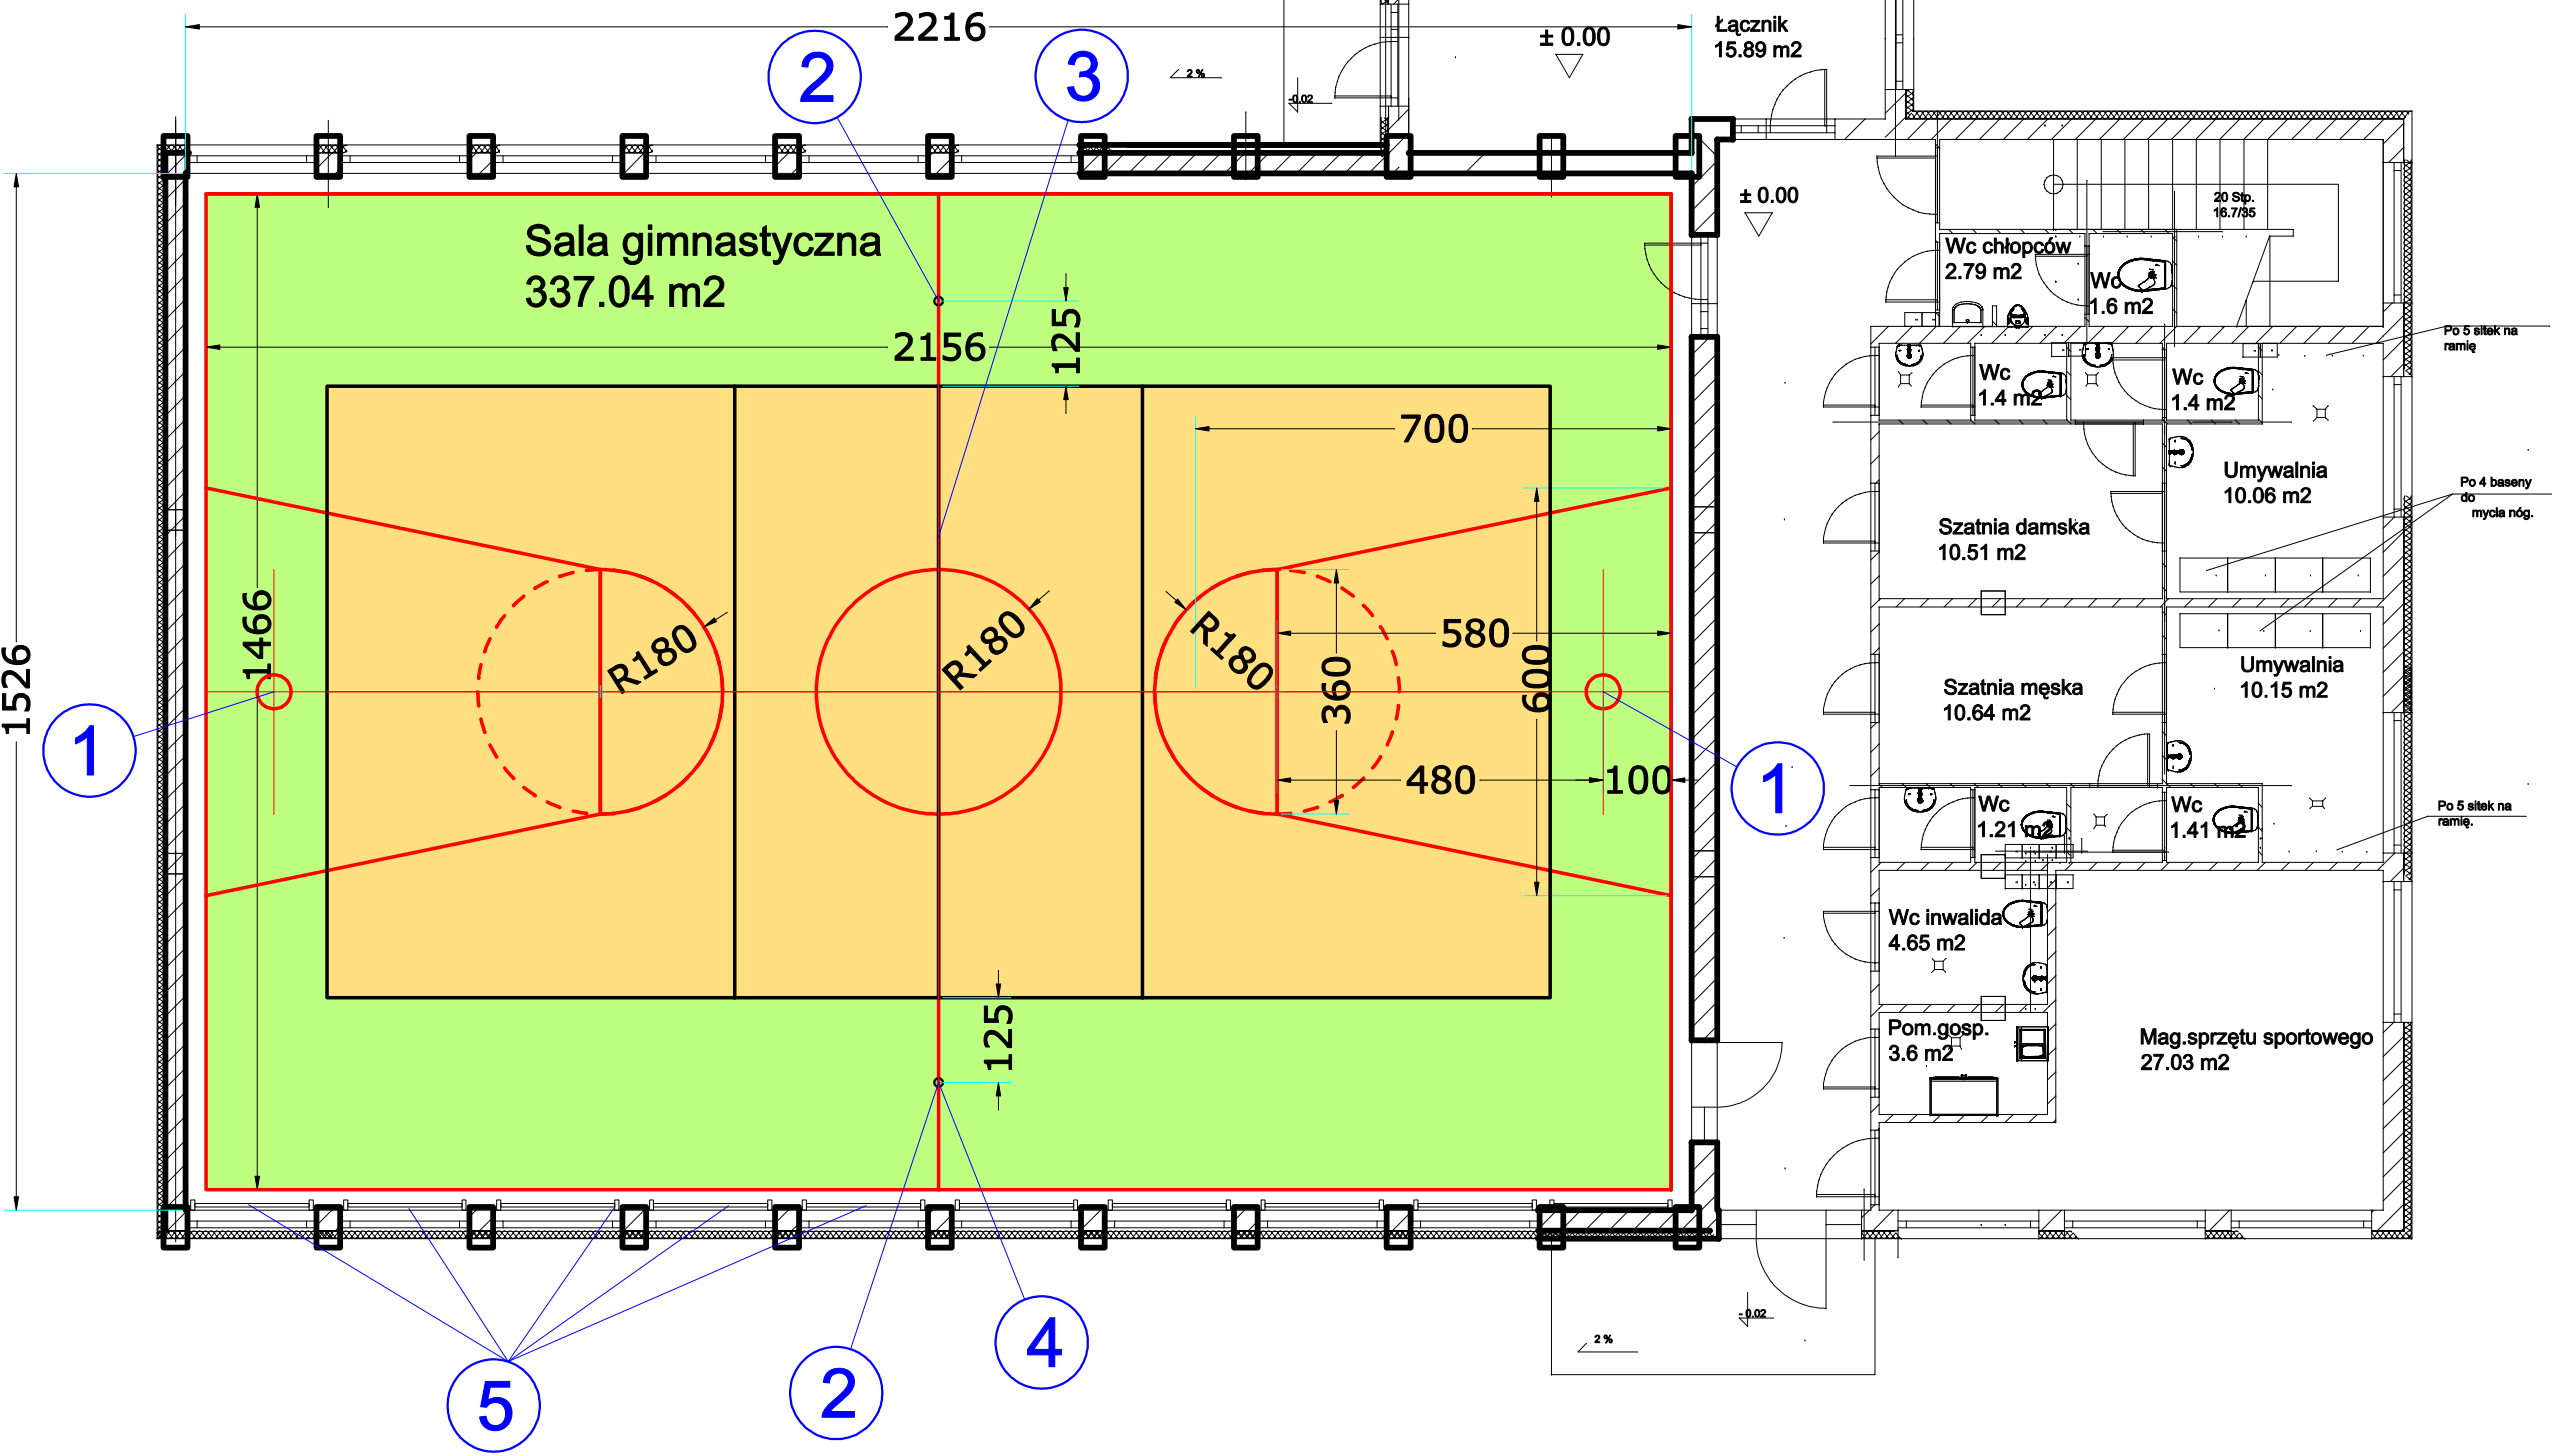 2216
2
3
± 0.00
Łącznik
15.89 m2
2 %
-0.02
± 0.00
20 Stp.
16.7/35
Sala gimnastyczna
337.04 m2
Wc chłopców
2.79 m2
Wc
1.6 m2
125
2156
Po 5 sitek na
ramię
Wc
1.4 m2
Wc
1.4 m2
700
Umywalnia
10.06 m2
Po 4 baseny
do
mycia nóg.
Szatnia damska
10.51 m2
1466
R180
R180
R180
580
360
600
1526
Umywalnia
10.15 m2
Szatnia męska
10.64 m2
1
480
100
1
Wc
1.21 m2
Wc
1.41 m2
Po 5 sitek na
ramię.
Wc inwalida
4.65 m2
125
Pom.gosp.
3.6 m2
Mag.sprzętu sportowego
27.03 m2
-0.02
2 %
4
2
5